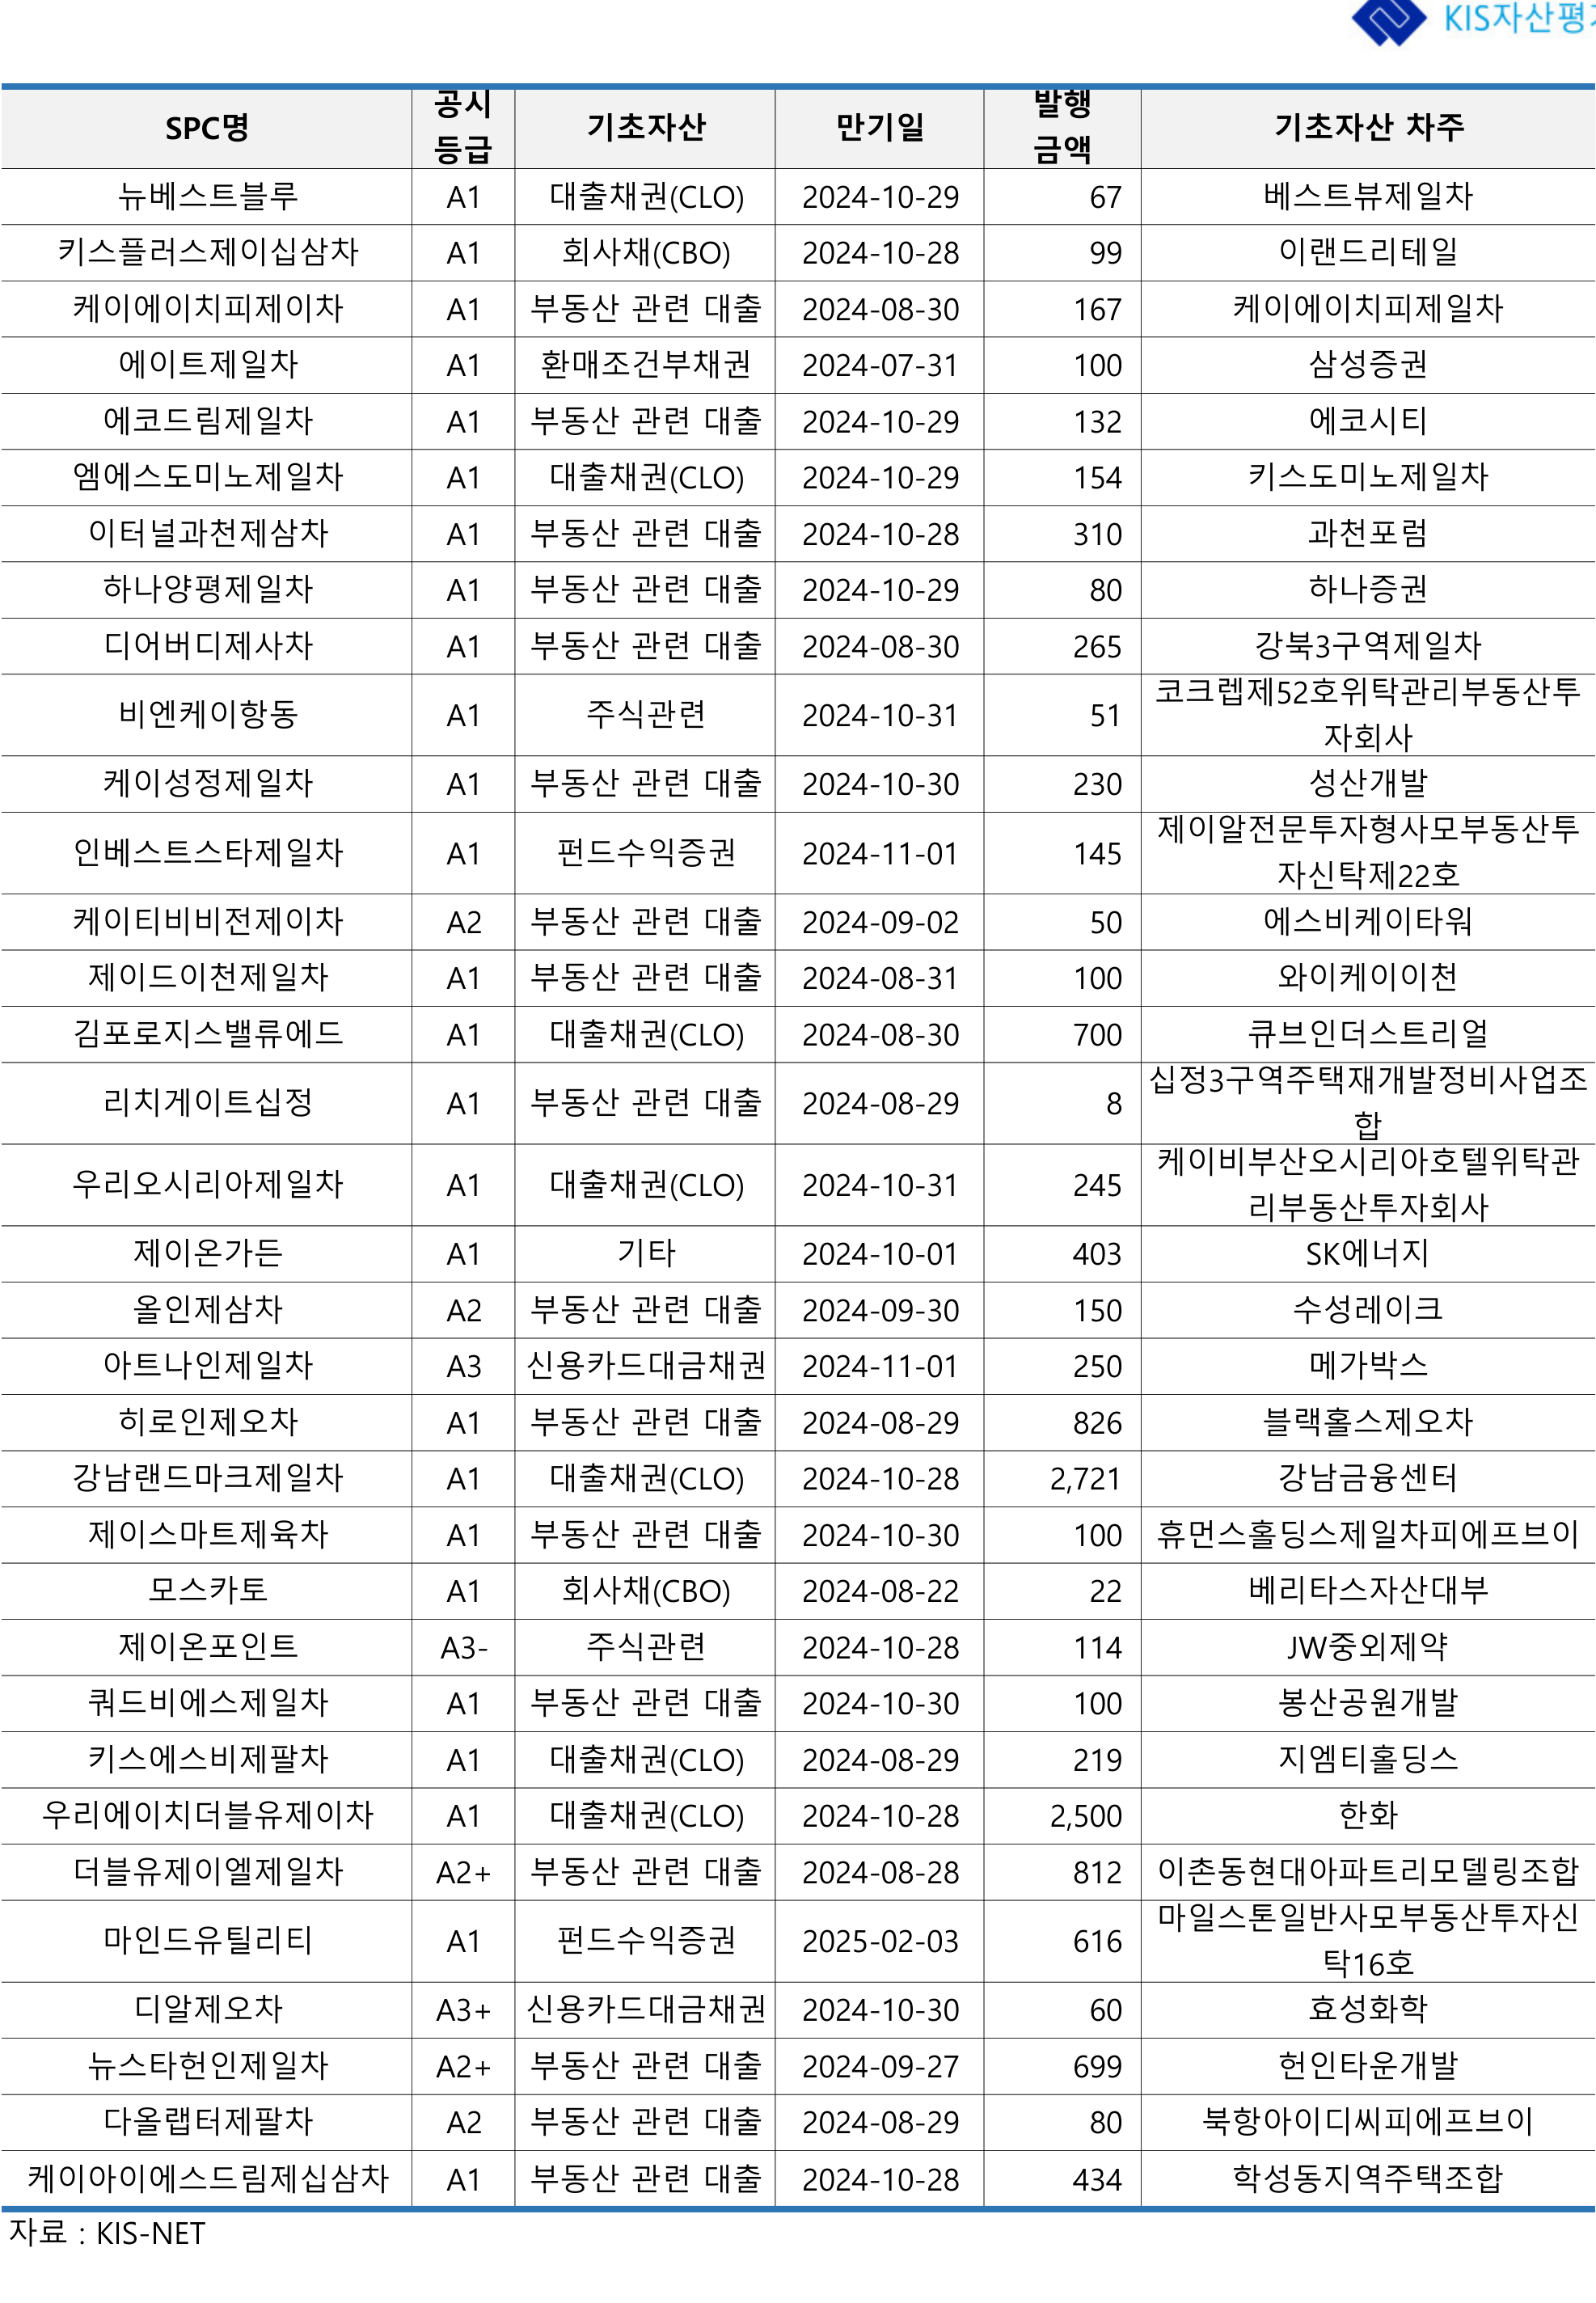 KIS자산평
SPC명 공시등급 기초자산 만기일 발행금액 기초자산 차주
뉴베스트블루 A1 대출채권(CLO) 2024-10-29 67 베스트뷰제일차
키스플러스제이십삼차 A1 회사채(CBO) 2024-10-28 99 이랜드리테일
케이에이치피제이차 A1 부동산 관련 대출 2024-08-30 167 케이에이치피제일차
에이트제일차 A1 환매조건부채권 2024-07-31 100 삼성증권
에코드림제일차 A1 부동산 관련 대출 2024-10-29 132 에코시티
엠에스도미노제일차 A1 대출채권(CLO) 2024-10-29 154 키스도미노제일차
이터널과천제삼차 A1 부동산 관련 대출 2024-10-28 310 과천포럼
하나양평제일차 A1 부동산 관련 대출 2024-10-29 80 하나증권
디어버디제사차 A1 부동산 관련 대출 2024-08-30 265 강북3구역제일차
비엔케이항동 A1 주식관련 2024-10-31 51 코크렙제52호위탁관리부동산투자회사
케이성정제일차 A1 부동산 관련 대출 2024-10-30 230 성산개발
인베스트스타제일차 A1 펀드수익증권 2024-11-01 145 제이알전문투자형사모부동산투자신탁제22호
케이티비비전제이차 A2 부동산 관련 대출 2024-09-02 50 에스비케이타워
제이드이천제일차 A1 부동산 관련 대출 2024-08-31 100 와이케이이천
김포로지스밸류에드 A1 대출채권(CLO) 2024-08-30 700 큐브인더스트리얼
리치게이트십정 A1 부동산 관련 대출 2024-08-29 8 십정3구역주택재개발정비사업조합
우리오시리아제일차 A1 대출채권(CLO) 2024-10-31 245 케이비부산오시리아호텔위탁관리부동산투자회사
제이온가든 A1 기타 2024-10-01 403 SK에너지
올인제삼차 A2 부동산 관련 대출 2024-09-30 150 수성레이크
아트나인제일차 A3 신용카드대금채권 2024-11-01 250 메가박스
히로인제오차 A1 부동산 관련 대출 2024-08-29 826 블랙홀스제오차
강남랜드마크제일차 A1 대출채권(CLO) 2024-10-28 2,721 강남금융센터
제이스마트제육차 A1 부동산 관련 대출 2024-10-30 100 휴먼스홀딩스제일차피에프브이
모스카토 A1 회사채(CBO) 2024-08-22 22 베리타스자산대부
제이온포인트 A3- 주식관련 2024-10-28 114 JW중외제약
쿼드비에스제일차 A1 부동산 관련 대출 2024-10-30 100 봉산공원개발
키스에스비제팔차 A1 대출채권(CLO) 2024-08-29 219 지엠티홀딩스
우리에이치더블유제이차 A1 대출채권(CLO) 2024-10-28 2,500 한화
더블유제이엘제일차 A2+ 부동산 관련 대출 2024-08-28 812 이촌동현대아파트리모델링조합
마인드유틸리티 A1 펀드수익증권 2025-02-03 616 마일스톤일반사모부동산투자신탁16호
디알제오차 A3+ 신용카드대금채권 2024-10-30 60 효성화학
뉴스타헌인제일차 A2+ 부동산 관련 대출 2024-09-27 699 헌인타운개발
다올랩터제팔차 A2 부동산 관련 대출 2024-08-29 80 북항아이디씨피에프브이
케이아이에스드림제십삼차 A1 부동산 관련 대출 2024-10-28 434 학성동지역주택조합
자료 : KIS-NET